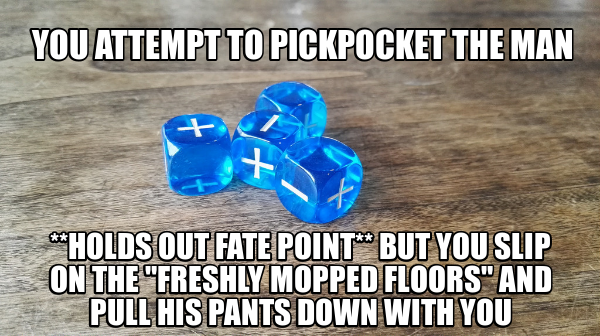 YOU ATTEMPT TO PICKPOCKET THE MAN
**HOLDS OUT FATE POINT** BUT YOU SLIP
ON THE "FRESHLY MOPPED FLOORS" AND
PULL HIS PANTS DOWN WITH YOU